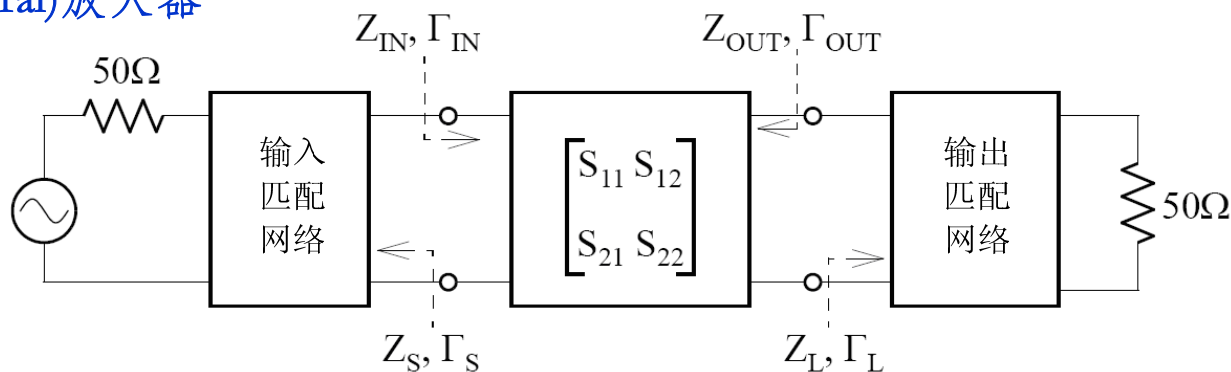 ral)放大器
Z_IN, Γ_IN
Z_OUT, Γ_OUT
50Ω
输入
匹配
网络
S₁₁ S₁₂
S₂₁ S₂₂
输出
匹配
网络
50Ω
Z_S, Γ_S
Z_L, Γ_L